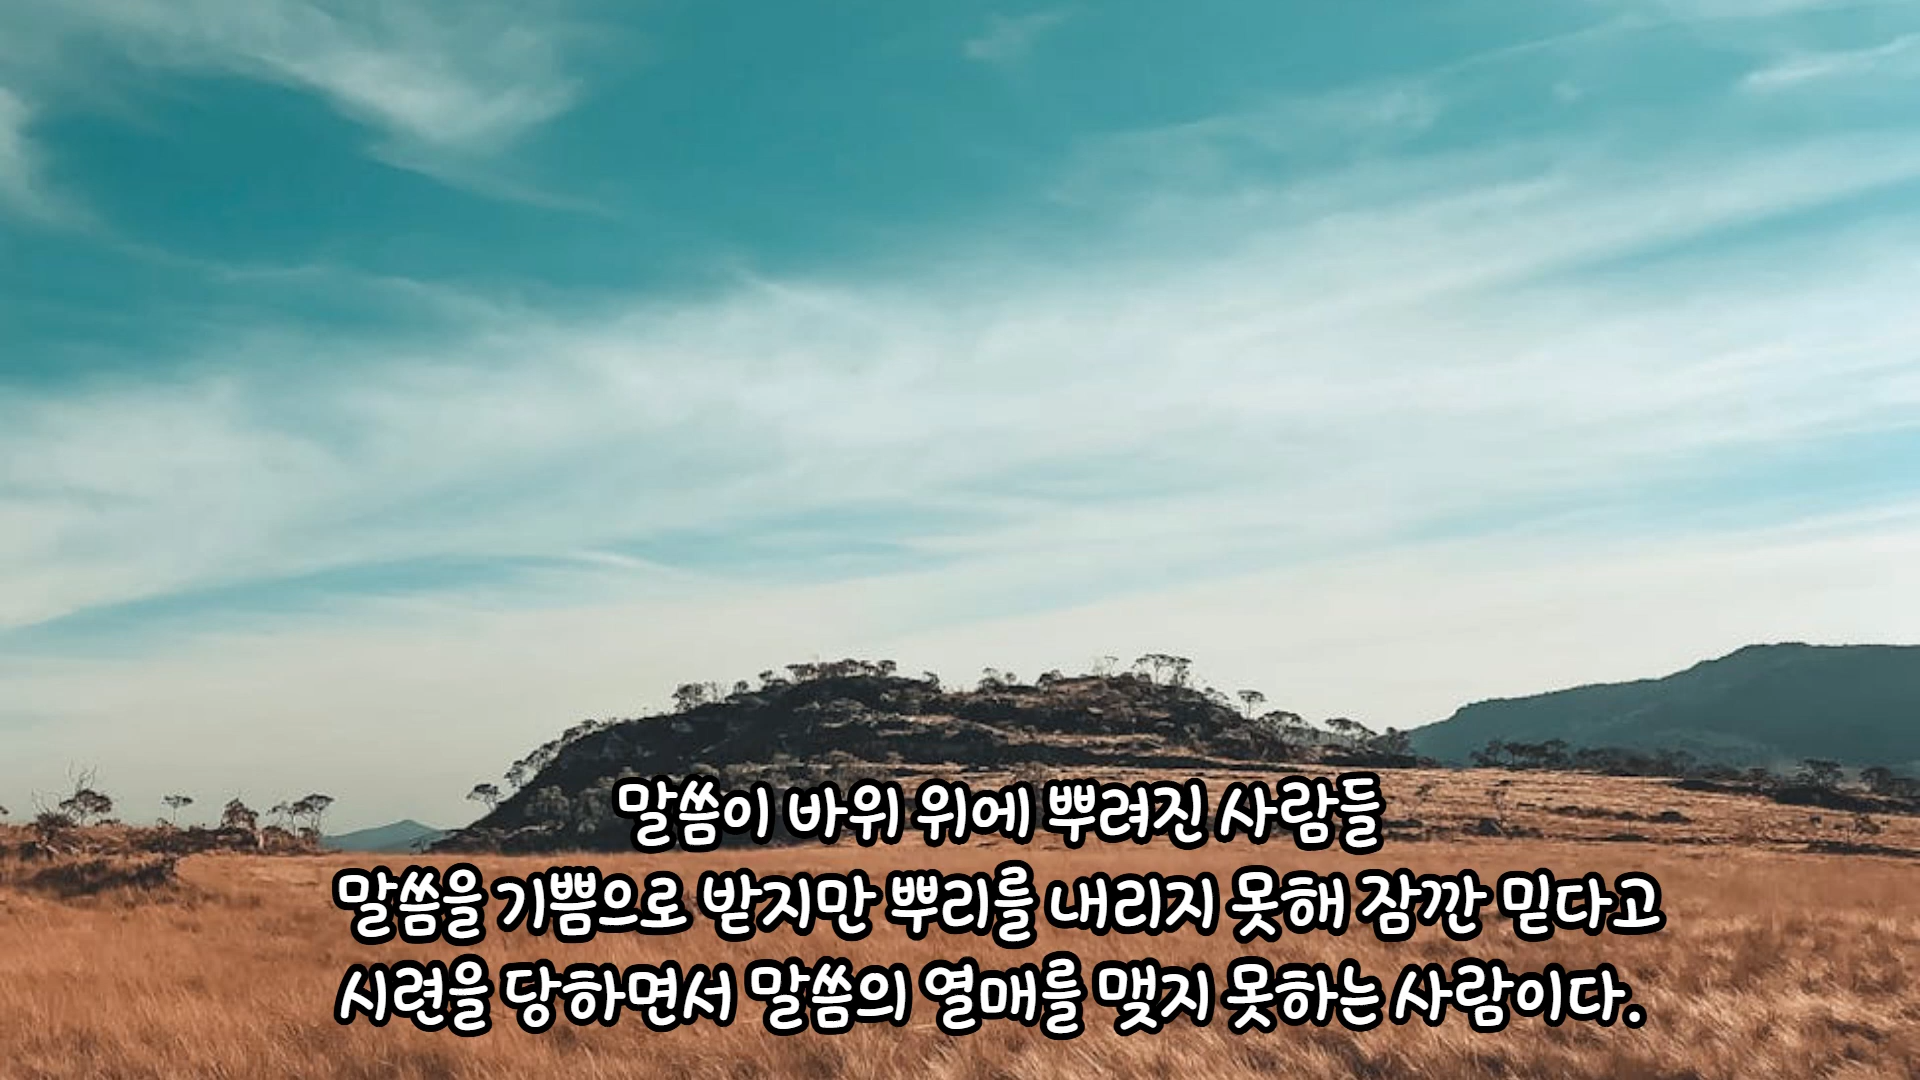 말씀이 바위 위에 뿌려진 사람들
말씀을 기쁨으로 받지만 뿌리를 내리지 못해 잠깐 믿다고
시련을 당하면서 말씀의 열매를 맺지 못하는 사람이다.